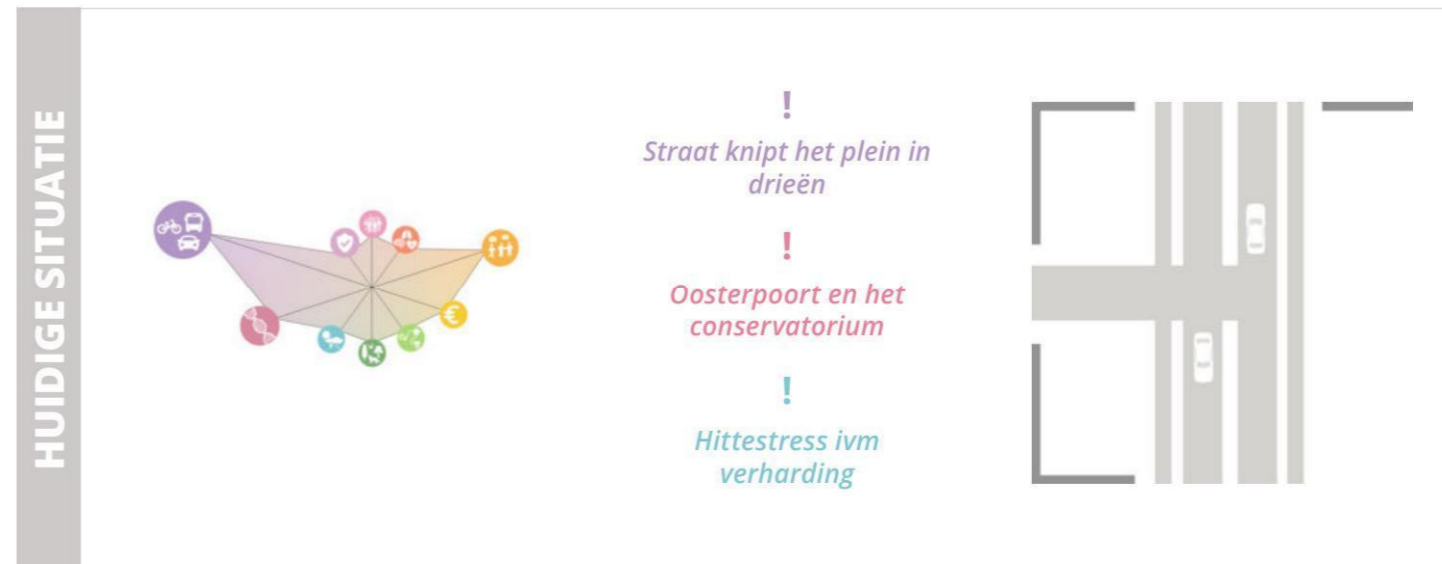 HUIDIGE SITUATIE
!
Straat knipt het plein in
drieën
!
Oosterpoort en het
conservatorium
!
Hittestress ivm
verharding
€